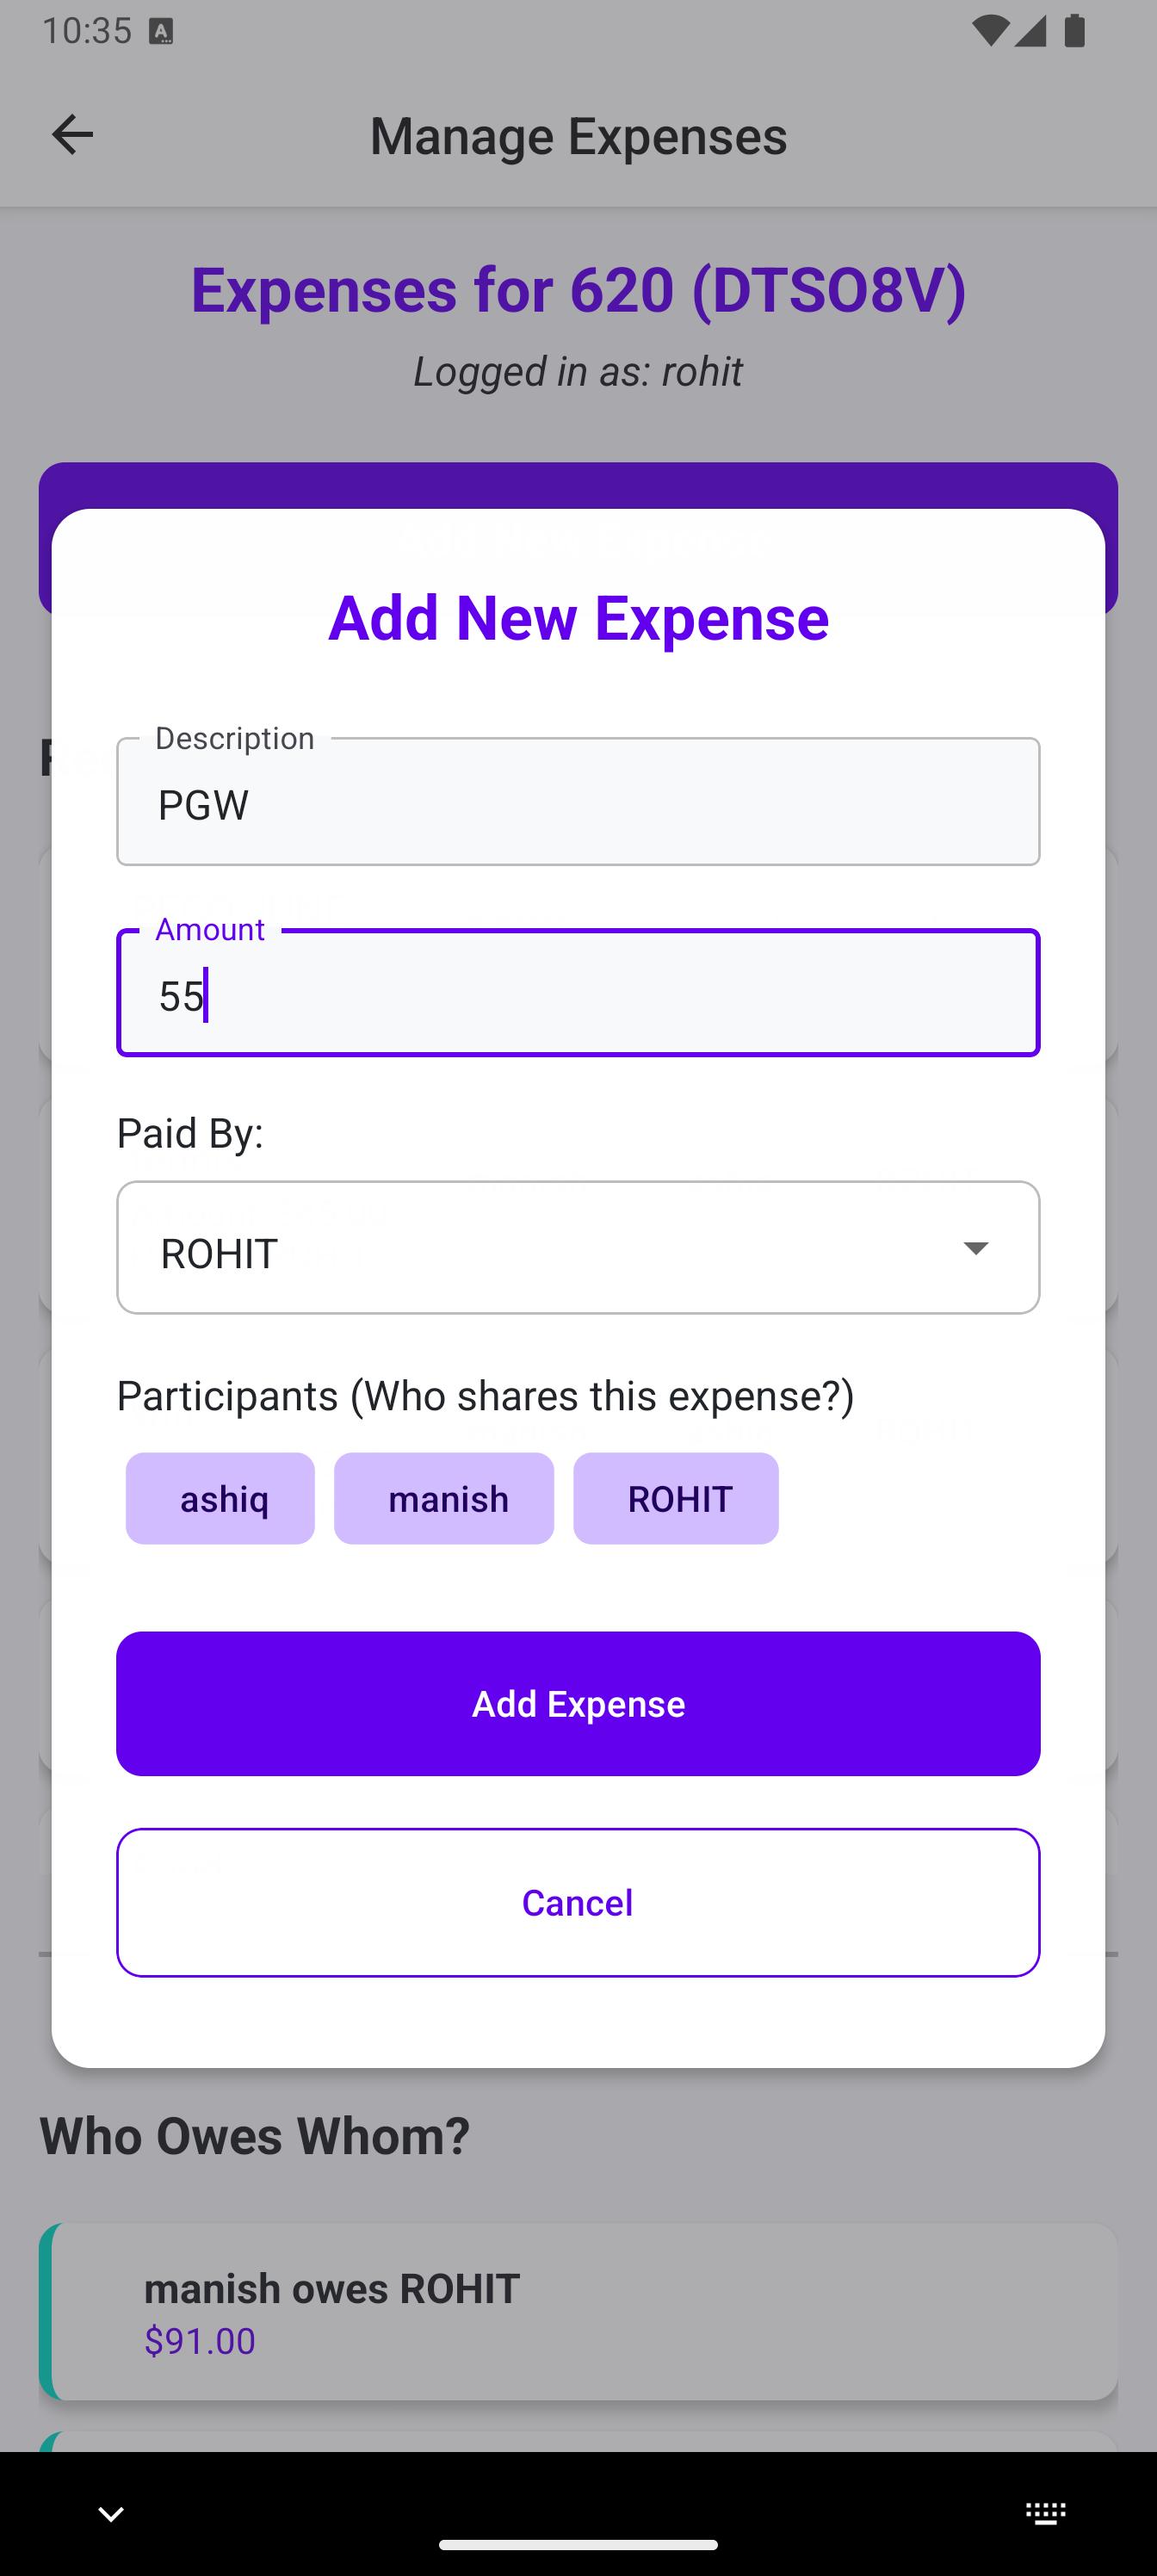 10:35
Manage Expenses
Expenses for 620 (DTSO8V)
Logged in as: rohit
Add New Expense
Description
PGW
Amount
55
Paid By:
ROHIT
Participants (Who shares this expense?)
ashiq manish ROHIT
Add Expense
Cancel
Who Owes Whom?
manish owes ROHIT
$91.00